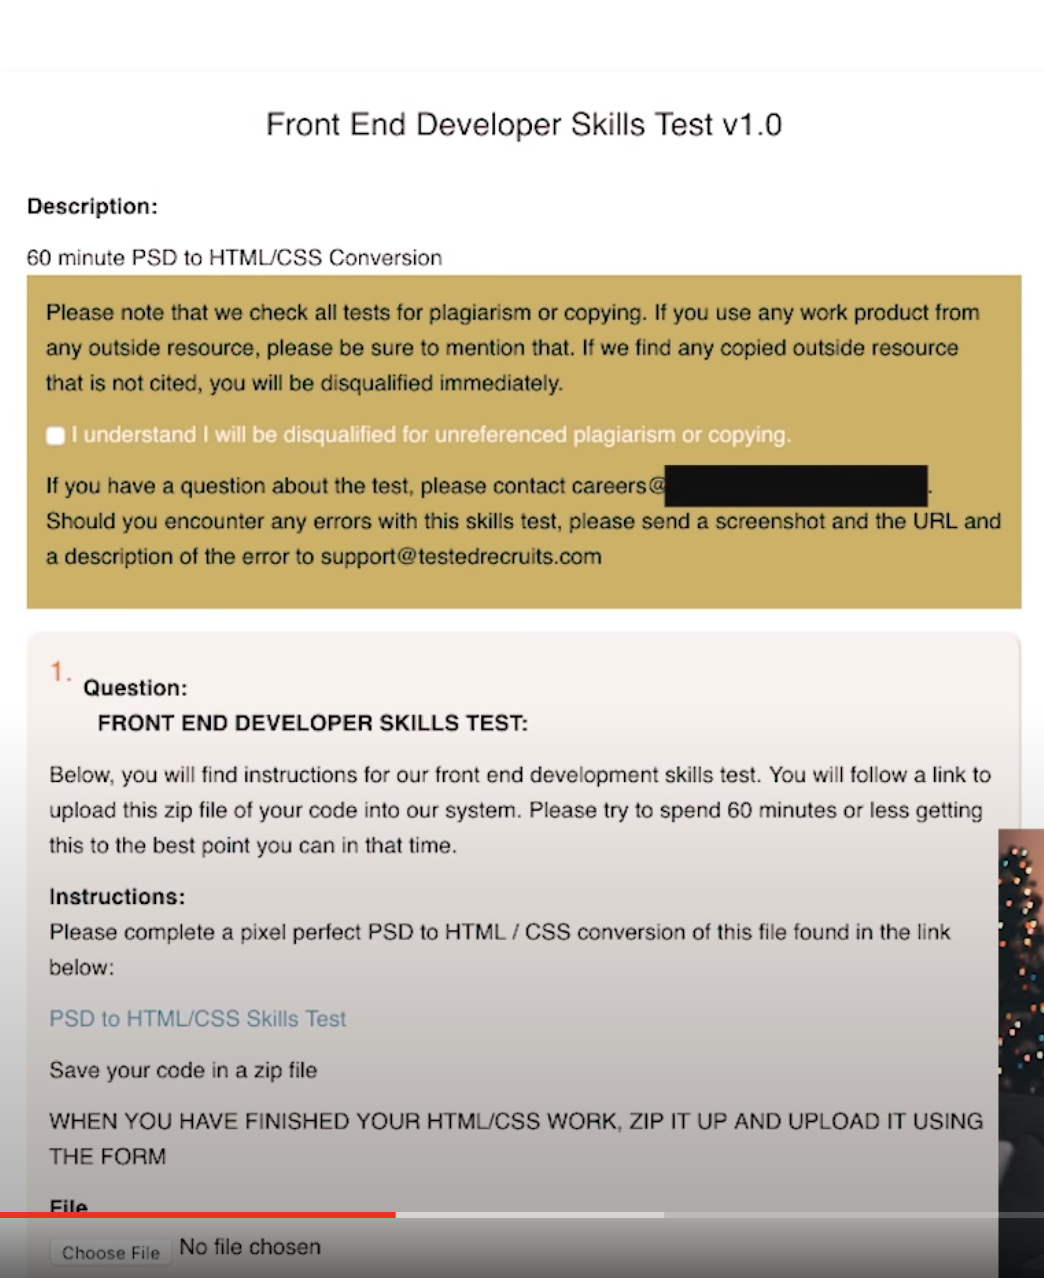 Front End Developer Skills Test v1.0
Description:
60 minute PSD to HTML/CSS Conversion
Please note that we check all tests for plagiarism or copying. If you use any work product from
any outside resource, please be sure to mention that. If we find any copied outside resource
that is not cited, you will be disqualified immediately.
I understand I will be disqualified for unreferenced plagiarism or copying.
If you have a question about the test, please contact careers@ .
Should you encounter any errors with this skills test, please send a screenshot and the URL and
a description of the error to support@testedrecruits.com
1.
Question:
FRONT END DEVELOPER SKILLS TEST:
Below, you will find instructions for our front end development skills test. You will follow a link to
upload this zip file of your code into our system. Please try to spend 60 minutes or less getting
this to the best point you can in that time.
Instructions:
Please complete a pixel perfect PSD to HTML / CSS conversion of this file found in the link
below:
PSD to HTML/CSS Skills Test
Save your code in a zip file
WHEN YOU HAVE FINISHED YOUR HTML/CSS WORK, ZIP IT UP AND UPLOAD IT USING
THE FORM
File
Choose File No file chosen